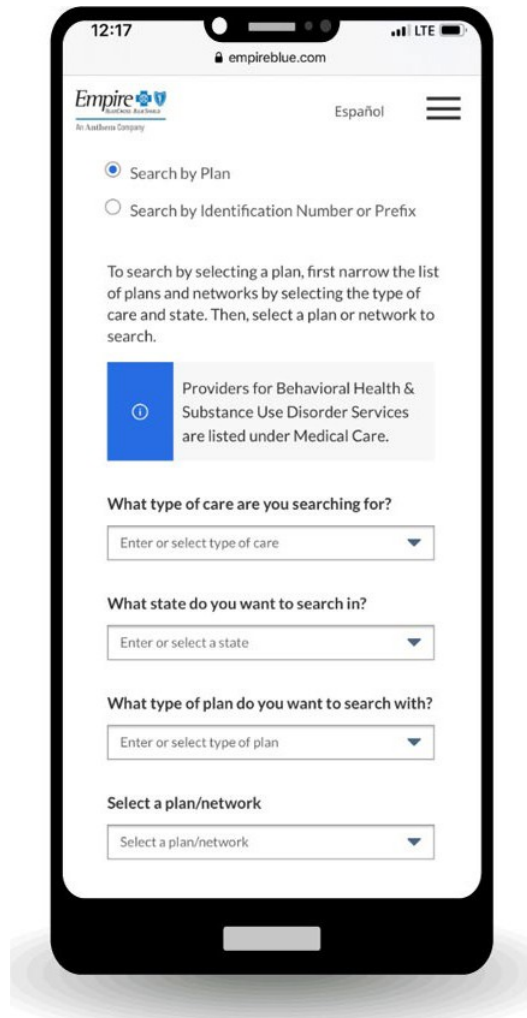 12:17
LTE
empireblue.com
Empire
BLUECROSS BLUESHIELD
An Anthem Company
Español
Search by Plan
Search by Identification Number or Prefix
To search by selecting a plan, first narrow the list
of plans and networks by selecting the type of
care and state. Then, select a plan or network to
search.
Providers for Behavioral Health &
Substance Use Disorder Services
are listed under Medical Care.
What type of care are you searching for?
Enter or select type of care
What state do you want to search in?
Enter or select a state
What type of plan do you want to search with?
Enter or select type of plan
Select a plan/network
Select a plan/network